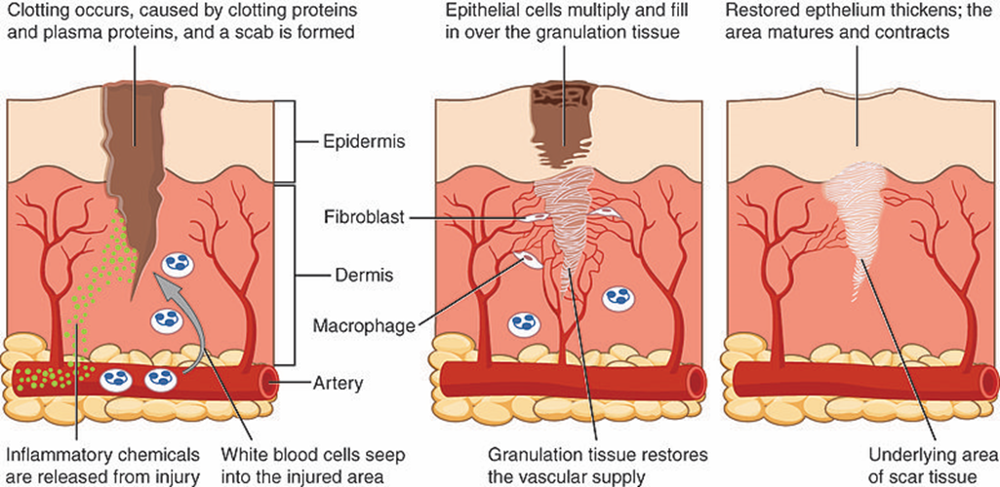 Clotting occurs, caused by clotting proteins
and plasma proteins, and a scab is formed
Epithelial cells multiply and fill
in over the granulation tissue
Restored epthelium thickens; the
area matures and contracts
Epidermis
Fibroblast
Dermis
Macrophage
Artery
Inflammatory chemicals
are released from injury
White blood cells seep
into the injured area
Granulation tissue restores
the vascular supply
Underlying area
of scar tissue